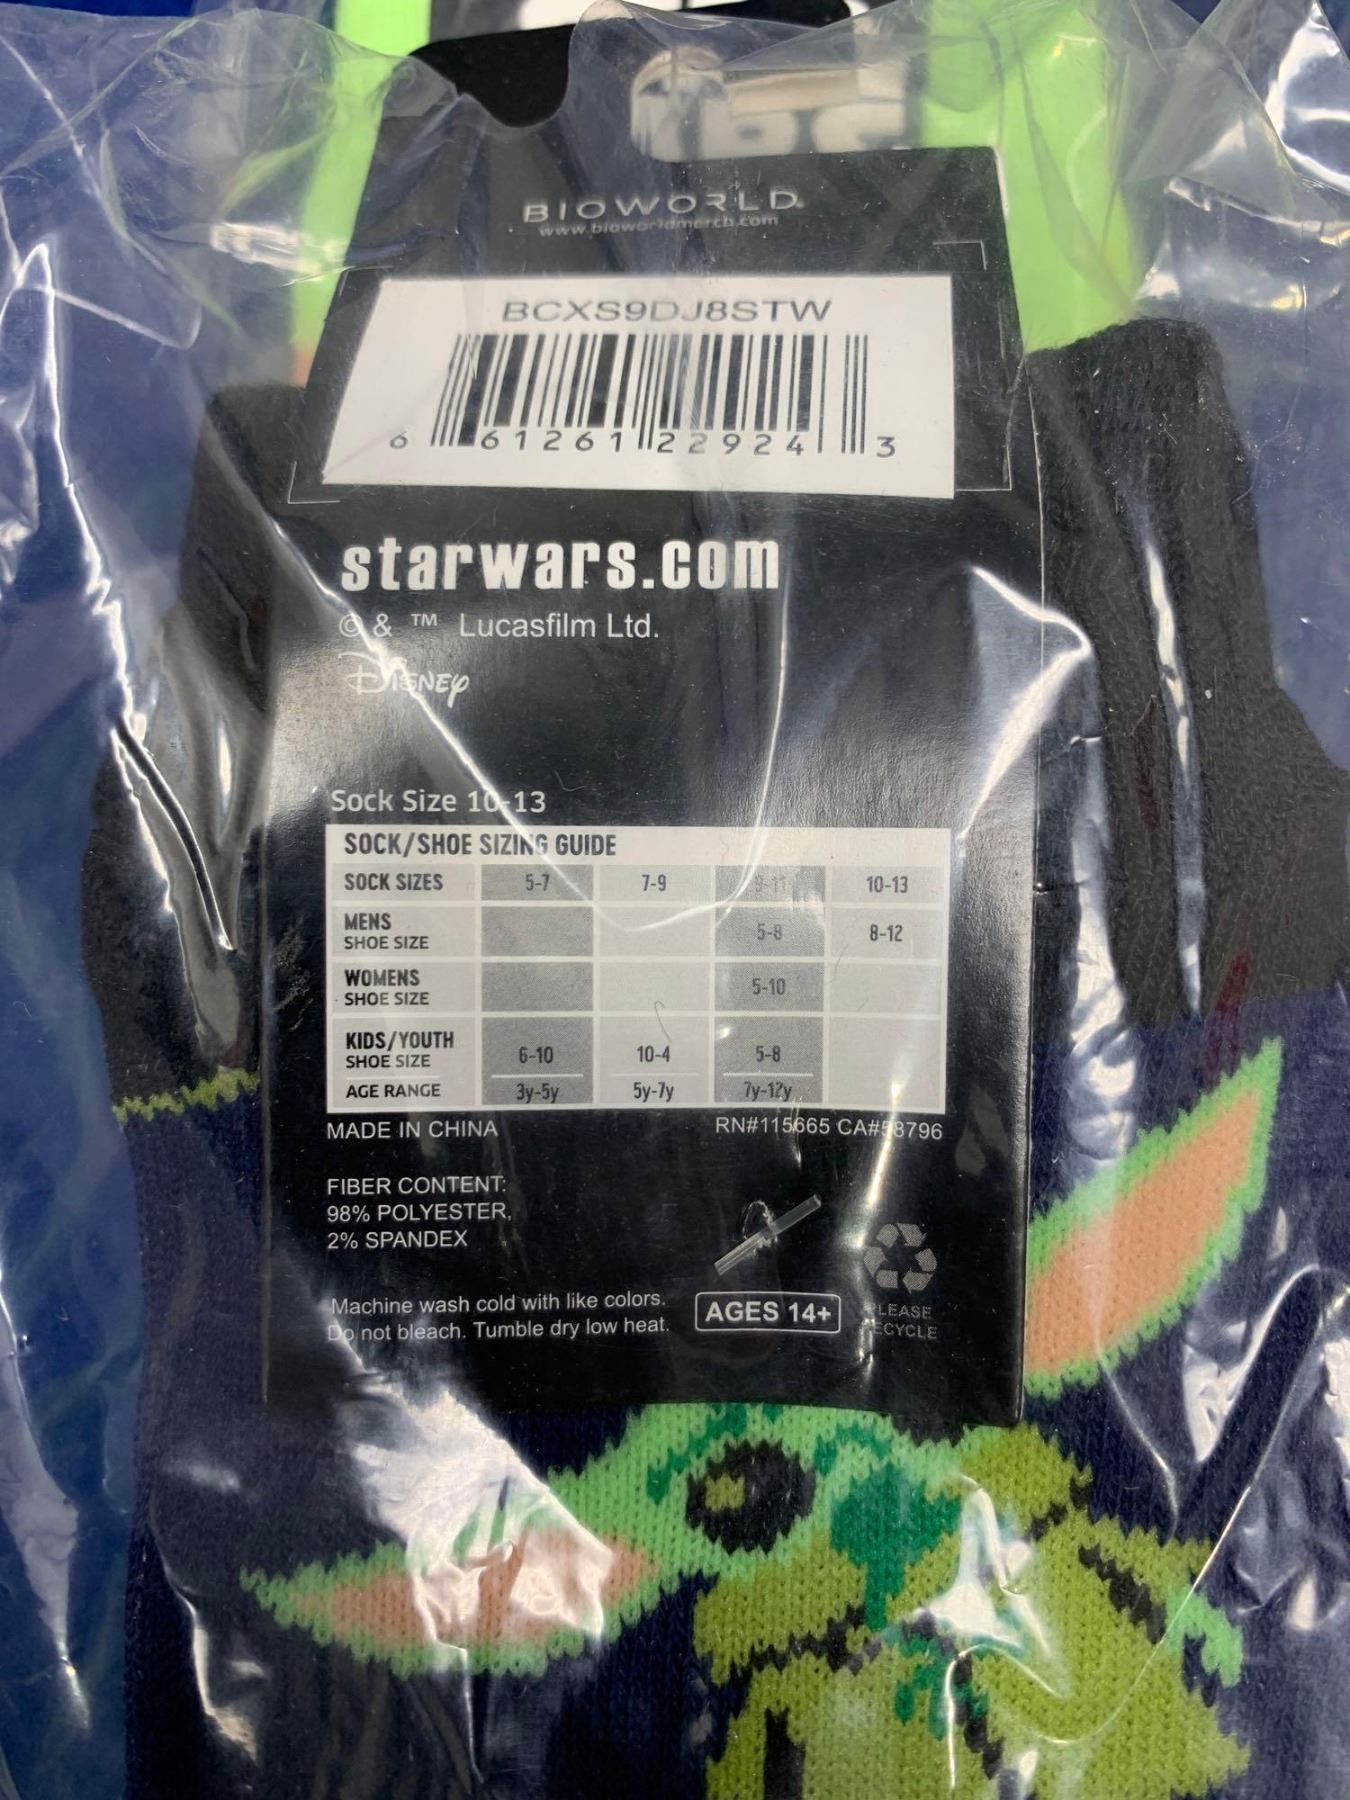 BIOWORLD
www.bioworldmerch.com
BCXS9DJ8STW
6 61261 22924 3
starwars.com
© & ™ Lucasfilm Ltd.
Disney
Sock Size 10-13
SOCK/SHOE SIZING GUIDE
SOCK SIZES 5-7 7-9 9-11 10-13
MENS
SHOE SIZE 5-8 8-12
WOMENS
SHOE SIZE 5-10
KIDS/YOUTH
SHOE SIZE 6-10 10-4 5-8
AGE RANGE 3y-5y 5y-7y 7y-12y
MADE IN CHINA RN#115665 CA#58796
FIBER CONTENT:
98% POLYESTER,
2% SPANDEX
Machine wash cold with like colors.
Do not bleach. Tumble dry low heat.
AGES 14+
PLEASE
RECYCLE